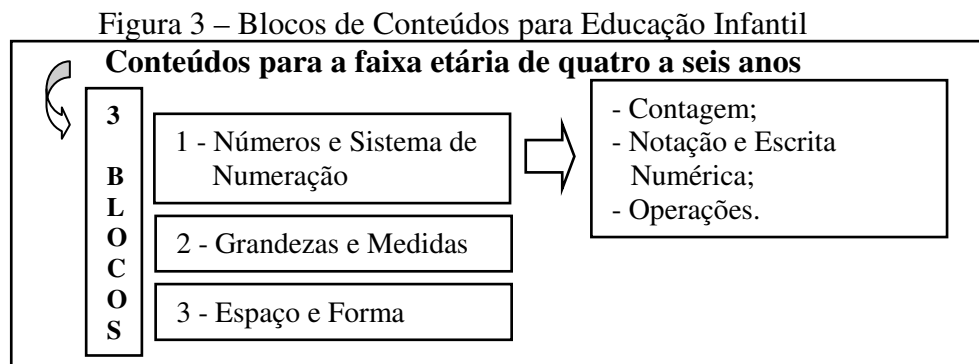 Figura 3 – Blocos de Conteúdos para Educação Infantil
Conteúdos para a faixa etária de quatro a seis anos
3
B
L
O
C
O
S
1 - Números e Sistema de
Numeração
2 - Grandezas e Medidas
3 - Espaço e Forma
- Contagem;
- Notação e Escrita
Numérica;
- Operações.